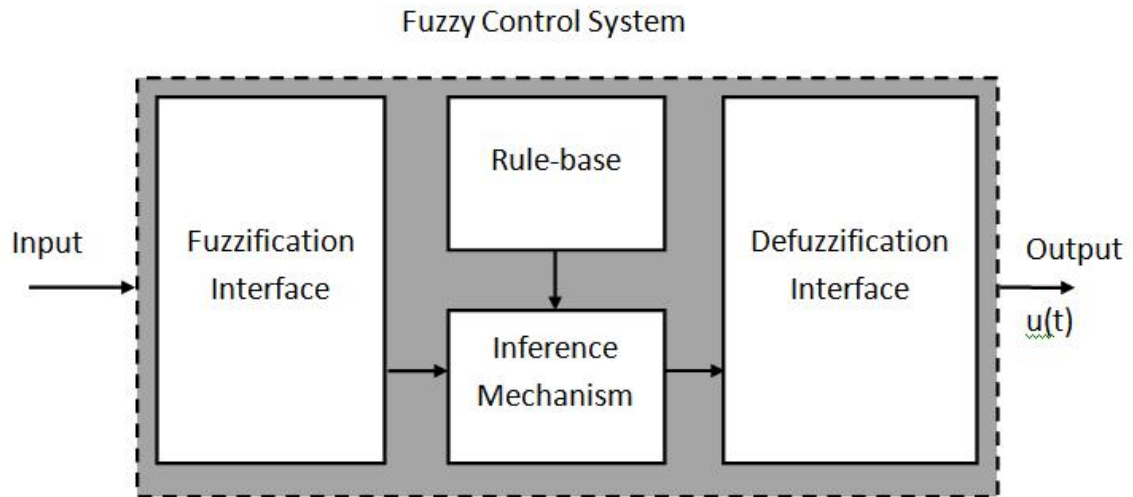 Fuzzy Control System
Input
Fuzzification
Interface
Rule-base
Inference
Mechanism
Defuzzification
Interface
Output
u(t)